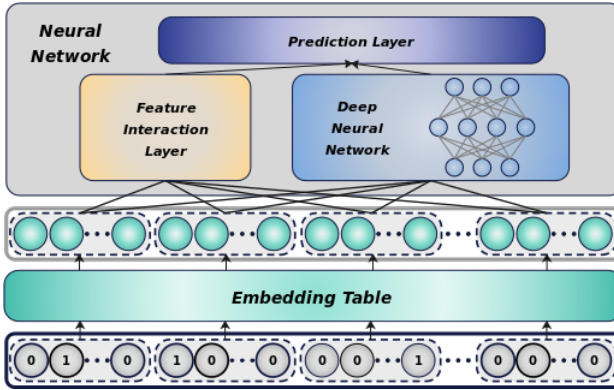 Neural
Network
Prediction Layer
Feature
Interaction
Layer
Deep
Neural
Network
Embedding Table
0 1 ... 0 1 0 ... 0 0 0 ... 1 ... 0 0 ... 0